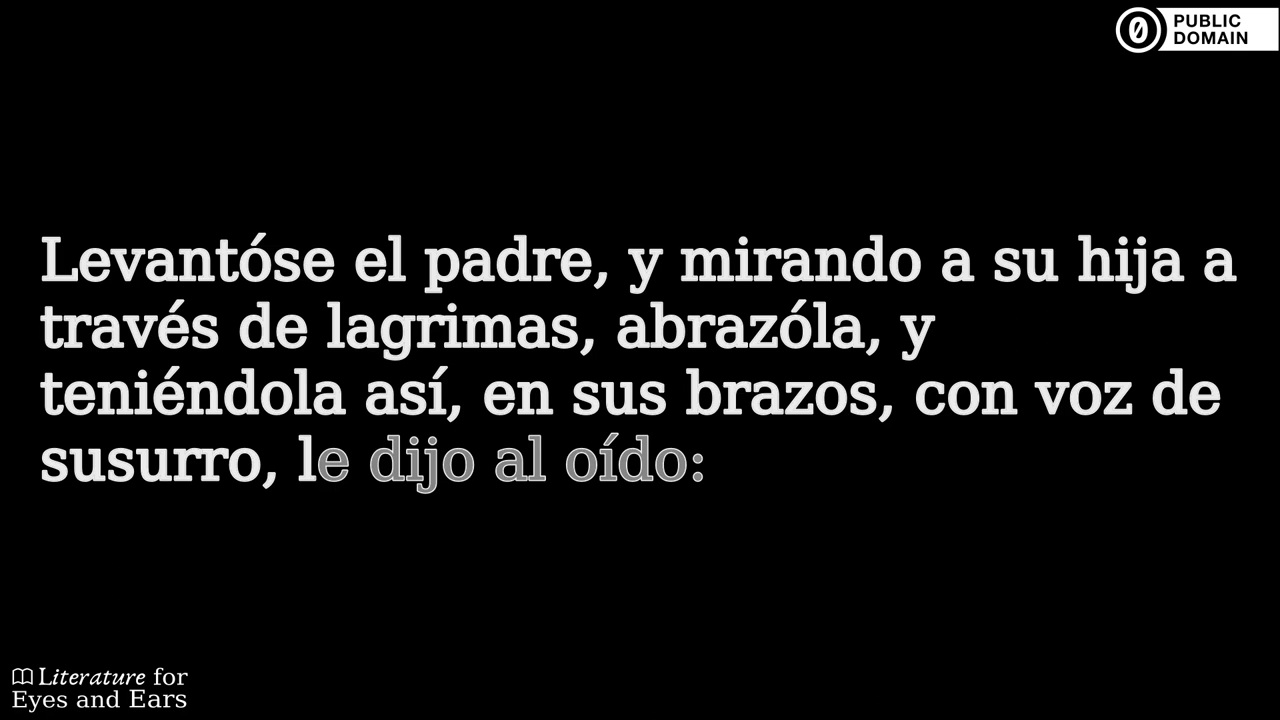 PUBLIC
DOMAIN
Levantóse el padre, y mirando a su hija a
través de lagrimas, abrazóla, y
teniéndola así, en sus brazos, con voz de
susurro, le dijo al oído:
Literature for
Eyes and Ears